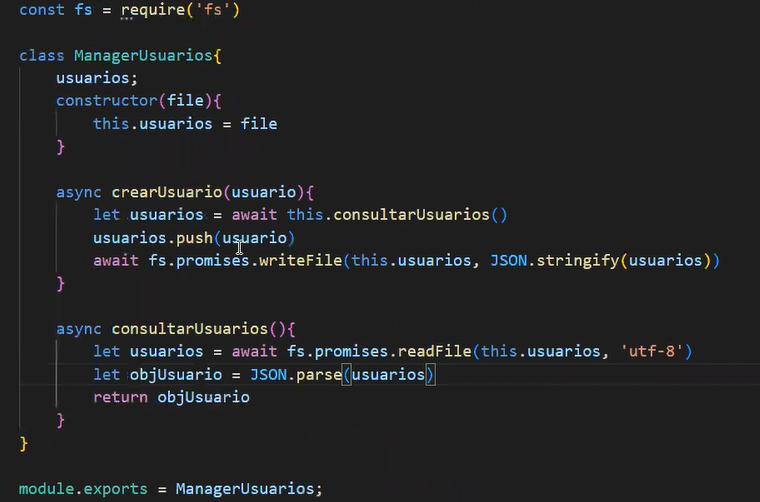 const fs = require('fs')
class ManagerUsuarios{
usuarios;
constructor(file){
this.usuarios = file
}
async crearUsuario(usuario){
let usuarios = await this.consultarUsuarios()
usuarios.push(usuario)
await fs.promises.writeFile(this.usuarios, JSON.stringify(usuarios))
}
async consultarUsuarios(){
let usuarios = await fs.promises.readFile(this.usuarios, 'utf-8')
let objUsuario = JSON.parse(usuarios)
return objUsuario
}
}
module.exports = ManagerUsuarios;